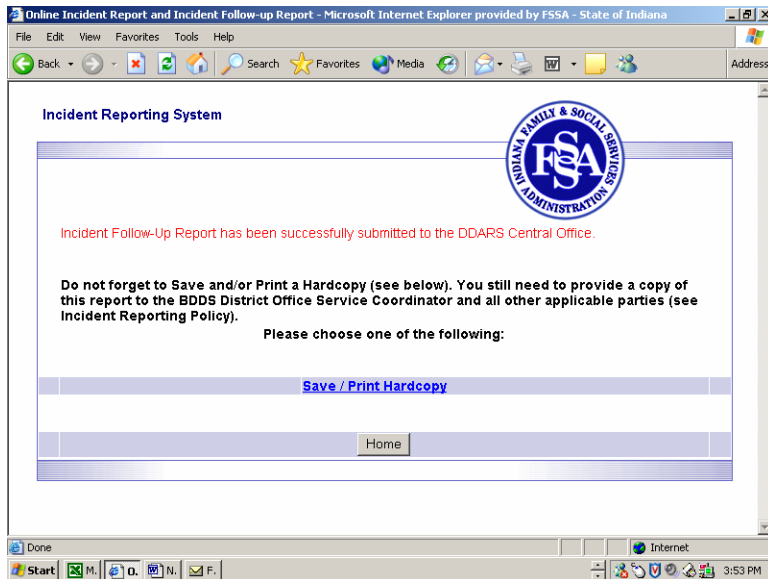 Online Incident Report and Incident Follow-up Report - Microsoft Internet Explorer provided by FSSA - State of Indiana
File Edit View Favorites Tools Help
Back Search Favorites Media Address
Incident Reporting System
INDIANA FAMILY & SOCIAL SERVICES ADMINISTRATION
FSSA
Incident Follow-Up Report has been successfully submitted to the DDARS Central Office.
Do not forget to Save and/or Print a Hardcopy (see below). You still need to provide a copy of
this report to the BDDS District Office Service Coordinator and all other applicable parties (see
Incident Reporting Policy).
Please choose one of the following:
Save / Print Hardcopy
Home
Done Internet
Start M. O. N. F. 3:53 PM